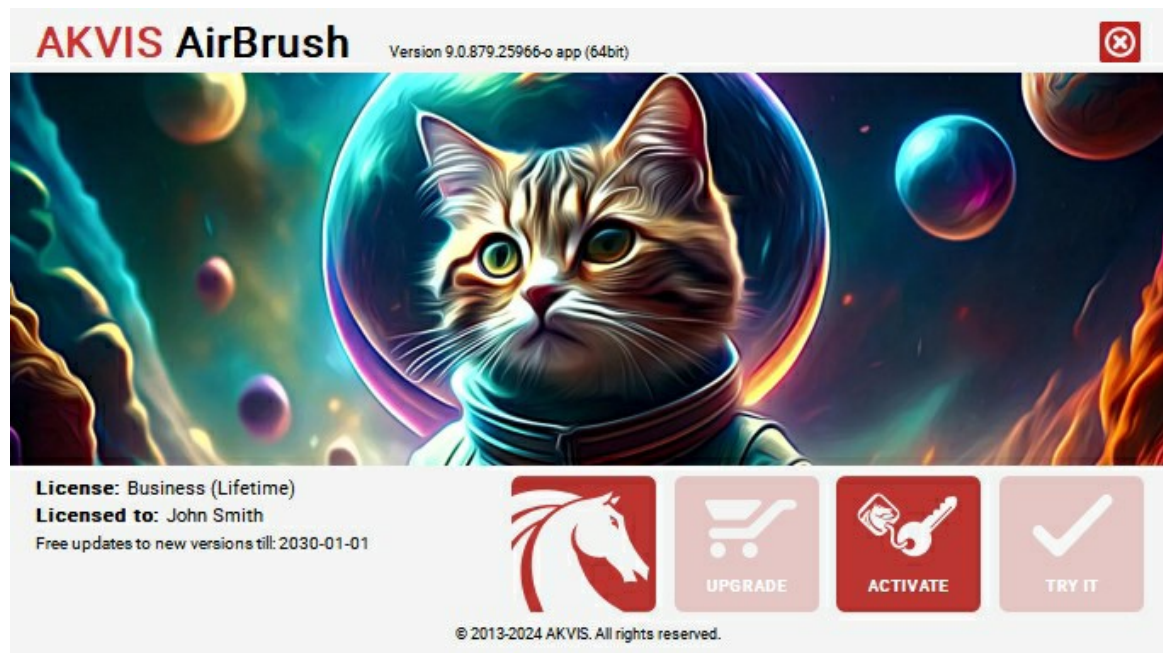 AKVIS AirBrush Version 9.0.879.25966-o app (64bit)
License: Business (Lifetime)
Licensed to: John Smith
Free updates to new versions till: 2030-01-01
UPGRADE ACTIVATE TRY IT
© 2013-2024 AKVIS. All rights reserved.